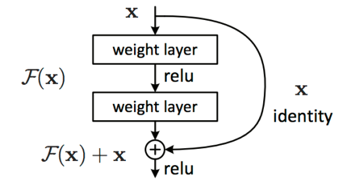 x
weight layer
relu
F(x)
weight layer
x
identity
F(x) + x
+
relu